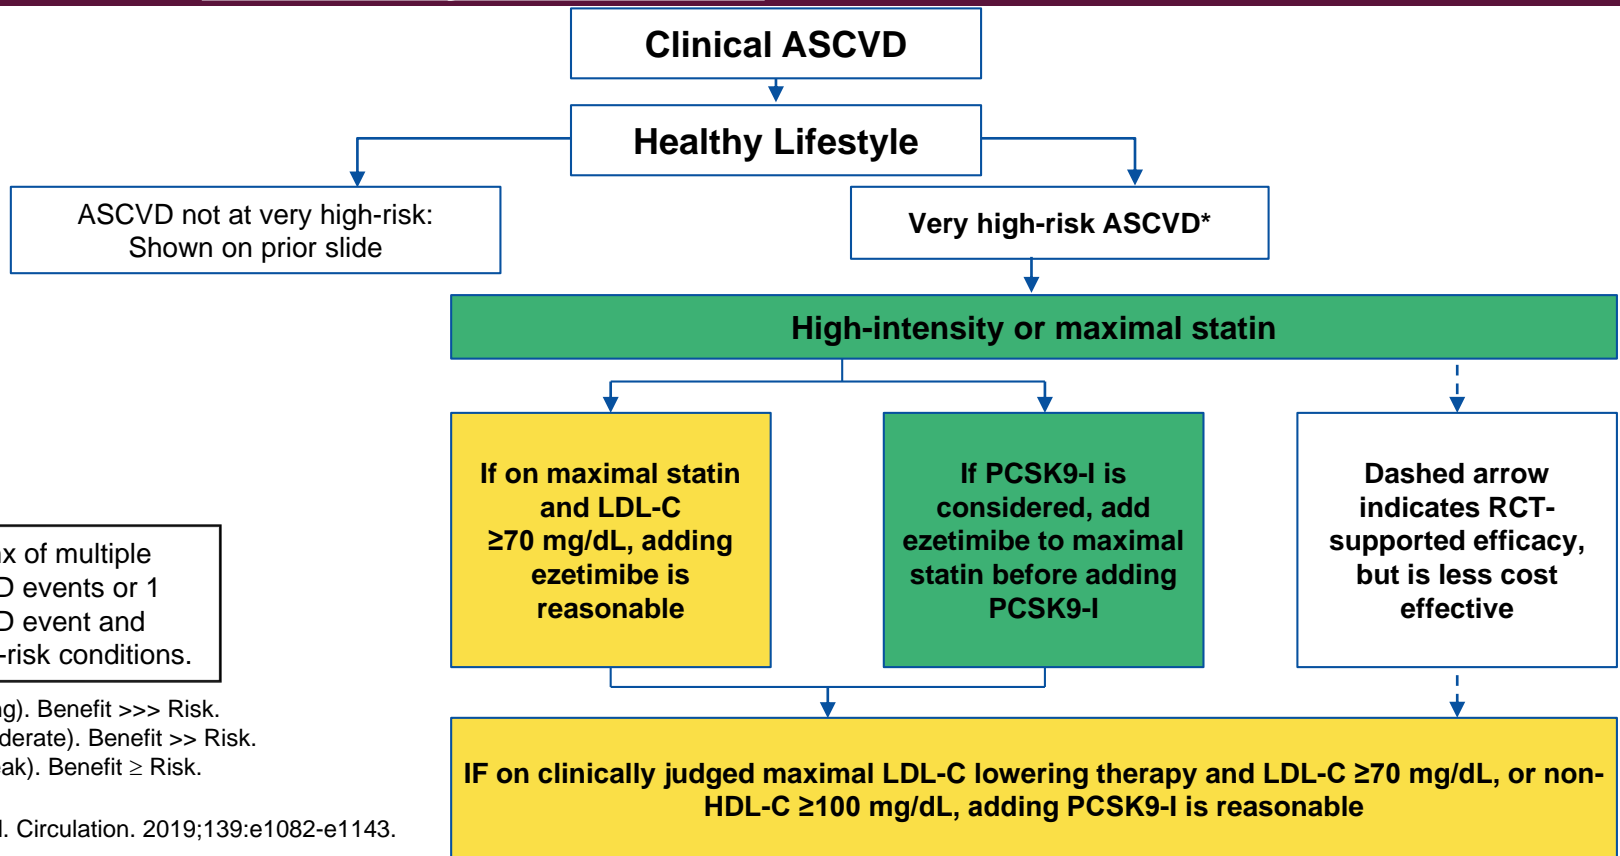 Clinical ASCVD
Healthy Lifestyle
ASCVD not at very high-risk:
Shown on prior slide
Very high-risk ASCVD*
High-intensity or maximal statin
If on maximal statin
and LDL-C
≥70 mg/dL, adding
ezetimibe is
reasonable
If PCSK9-I is
considered, add
ezetimibe to maximal
statin before adding
PCSK9-I
Dashed arrow
indicates RCT-
supported efficacy,
but is less cost
effective
of multiple
events or 1
event and
-risk conditions.
Benefit >>> Risk.
Benefit >> Risk.
Benefit ≥ Risk.
Circulation. 2019;139:e1082-e1143.
IF on clinically judged maximal LDL-C lowering therapy and LDL-C ≥70 mg/dL, or non-
HDL-C ≥100 mg/dL, adding PCSK9-I is reasonable